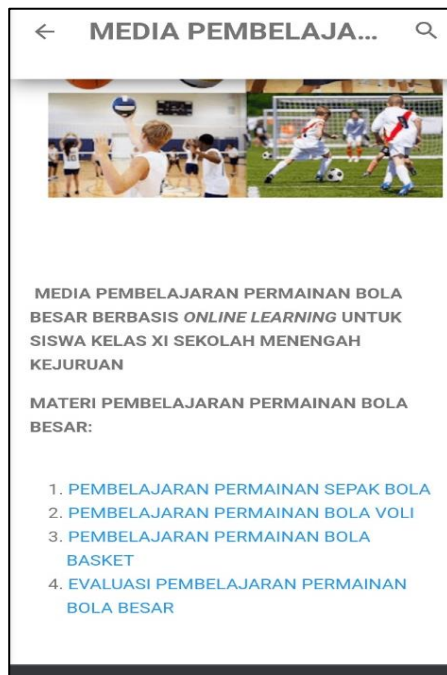 MEDIA PEMBELAJA...
MEDIA PEMBELAJARAN PERMAINAN BOLA
BESAR BERBASIS ONLINE LEARNING UNTUK
SISWA KELAS XI SEKOLAH MENENGAH
KEJURUAN
MATERI PEMBELAJARAN PERMAINAN BOLA
BESAR:
1. PEMBELAJARAN PERMAINAN SEPAK BOLA
2. PEMBELAJARAN PERMAINAN BOLA VOLI
3. PEMBELAJARAN PERMAINAN BOLA
BASKET
4. EVALUASI PEMBELAJARAN PERMAINAN
BOLA BESAR